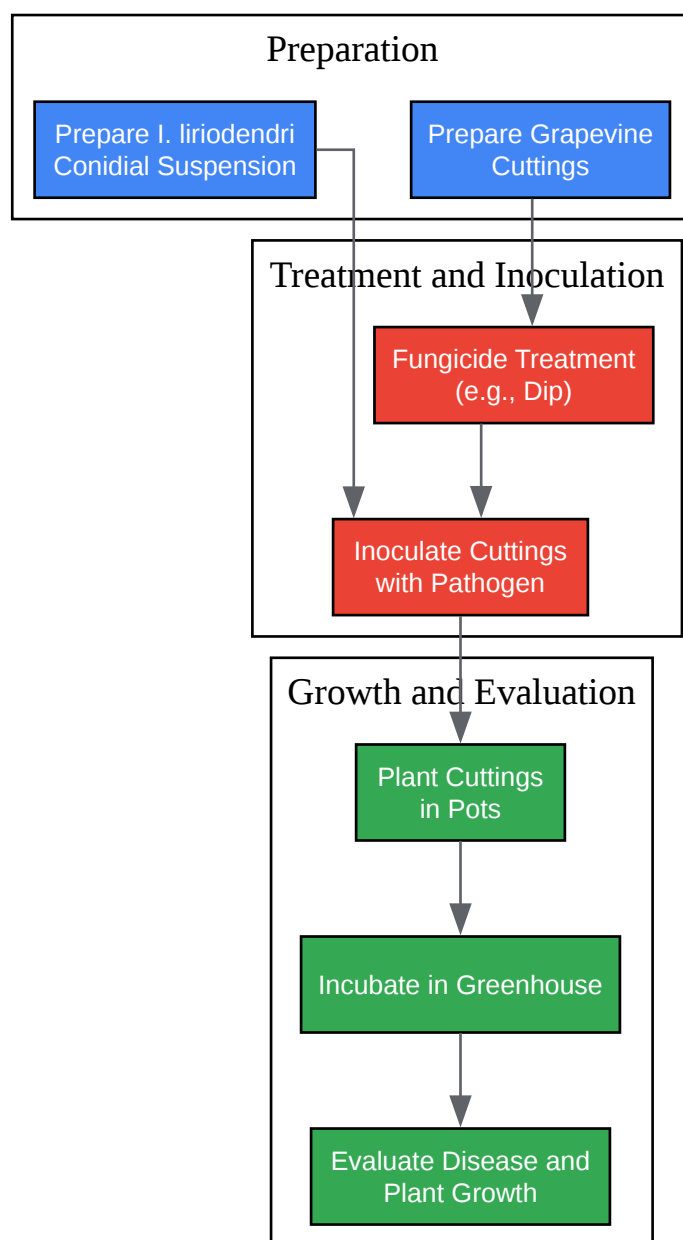 Preparation
Prepare I. liriodendri
Conidial Suspension
Prepare Grapevine
Cuttings
Treatment and Inoculation
Fungicide Treatment
(e.g., Dip)
Inoculate Cuttings
with Pathogen
Growth and Evaluation
Plant Cuttings
in Pots
Incubate in Greenhouse
Evaluate Disease and
Plant Growth